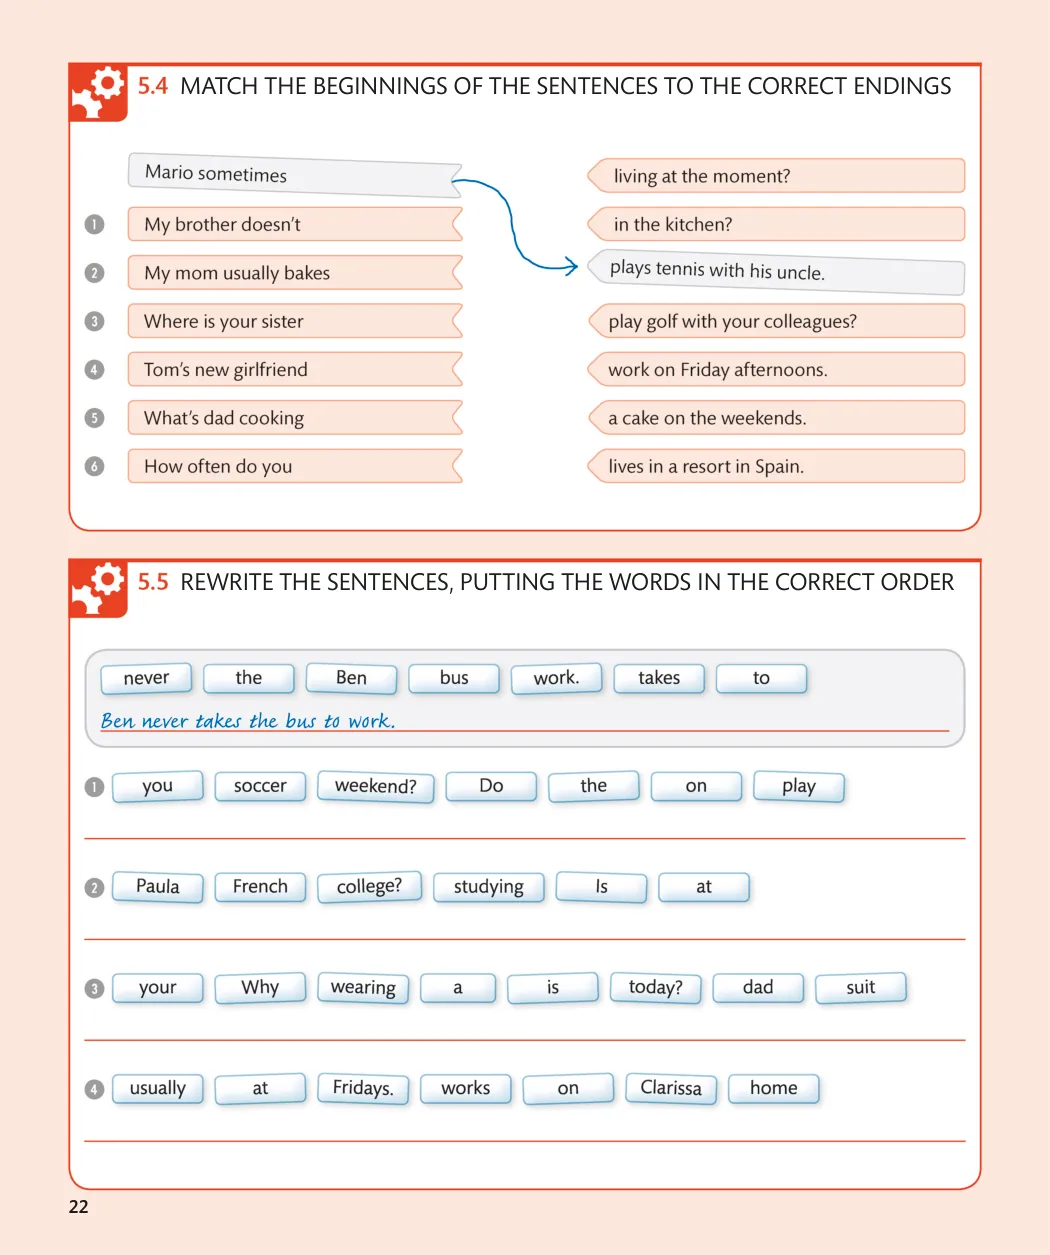 5.4 MATCH THE BEGINNINGS OF THE SENTENCES TO THE CORRECT ENDINGS
Mario sometimes
1 My brother doesn't
2 My mom usually bakes
3 Where is your sister
4 Tom's new girlfriend
5 What's dad cooking
6 How often do you
living at the moment?
in the kitchen?
plays tennis with his uncle.
play golf with your colleagues?
work on Friday afternoons.
a cake on the weekends.
lives in a resort in Spain.
5.5 REWRITE THE SENTENCES, PUTTING THE WORDS IN THE CORRECT ORDER
never the Ben bus work. takes to
Ben never takes the bus to work.
1 you soccer weekend? Do the on play
2 Paula French college? studying Is at
3 your Why wearing a is today? dad suit
4 usually at Fridays. works on Clarissa home
22